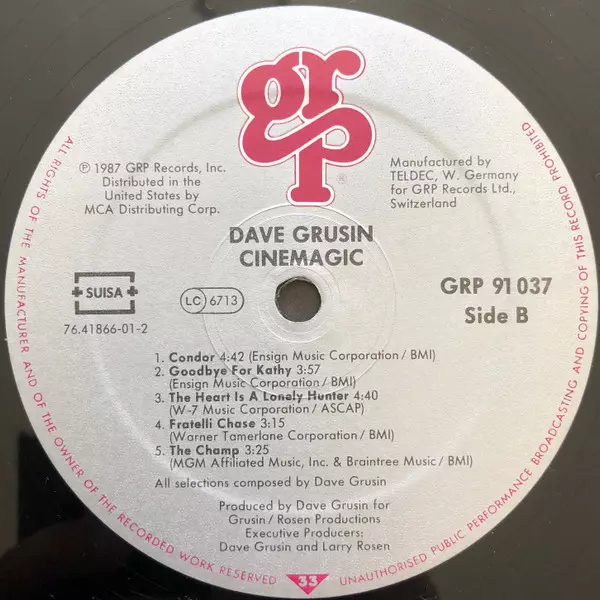 grp
®
℗ 1987 GRP Records, Inc.
Distributed in the
United States by
MCA Distributing Corp.
Manufactured by
TELDEC, W. Germany
for GRP Records Ltd.,
Switzerland
DAVE GRUSIN
CINEMAGIC
SUISA
76.41866-01-2
LC 6713
GRP 91 037
Side B
1. Condor 4:42 (Ensign Music Corporation / BMI)
2. Goodbye For Kathy 3:57
(Ensign Music Corporation / BMI)
3. The Heart Is A Lonely Hunter 4:40
(W-7 Music Corporation / ASCAP)
4. Fratelli Chase 3:15
(Warner Tamerlane Corporation / BMI)
5. The Champ 3:25
(MGM Affiliated Music, Inc. & Braintree Music / BMI)
All selections composed by Dave Grusin
Produced by Dave Grusin for
Grusin / Rosen Productions
Executive Producers:
Dave Grusin and Larry Rosen
ALL RIGHTS OF THE MANUFACTURER AND OF THE OWNER OF THE RECORDED WORK RESERVED
33
UNAUTHORISED PUBLIC PERFORMANCE BROADCASTING AND COPYING OF THIS RECORD PROHIBITED